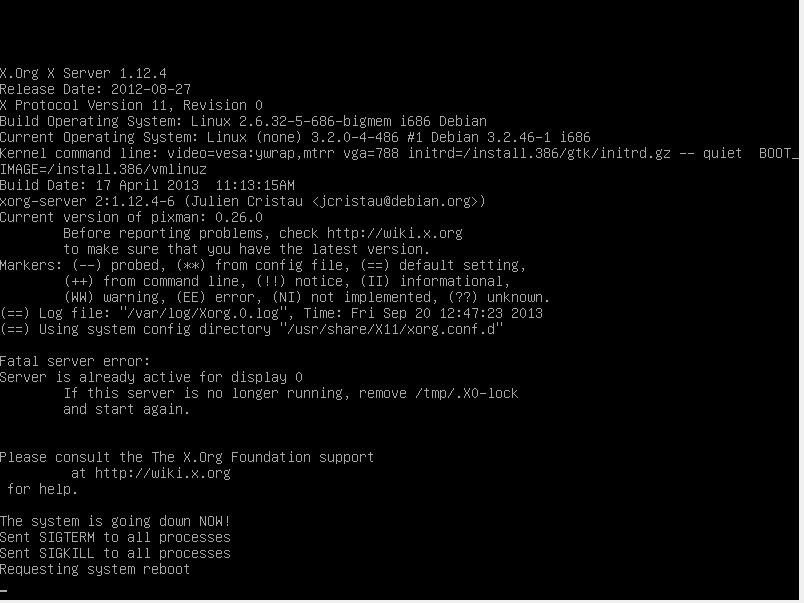 X.Org X Server 1.12.4
Release Date: 2012-08-27
X Protocol Version 11, Revision 0
Build Operating System: Linux 2.6.32-5-686-bigmem i686 Debian
Current Operating System: Linux (none) 3.2.0-4-486 #1 Debian 3.2.46-1 i686
Kernel command line: video=vesa:ywrap,mtrr vga=788 initrd=/install.386/gtk/initrd.gz -- quiet  BOOT_
IMAGE=/install.386/vmlinuz
Build Date: 17 April 2013  11:13:15AM
xorg-server 2:1.12.4-6 (Julien Cristau <jcristau@debian.org>)
Current version of pixman: 0.26.0
        Before reporting problems, check http://wiki.x.org
        to make sure that you have the latest version.
Markers: (--) probed, (**) from config file, (==) default setting,
        (++) from command line, (!!) notice, (II) informational,
        (WW) warning, (EE) error, (NI) not implemented, (??) unknown.
(==) Log file: "/var/log/Xorg.0.log", Time: Fri Sep 20 12:47:23 2013
(==) Using system config directory "/usr/share/X11/xorg.conf.d"
Fatal server error:
Server is already active for display 0
        If this server is no longer running, remove /tmp/.X0-lock
        and start again.
Please consult the The X.Org Foundation support
         at http://wiki.x.org
 for help.
The system is going down NOW!
Sent SIGTERM to all processes
Sent SIGKILL to all processes
Requesting system reboot